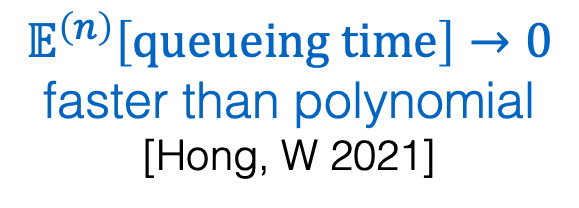 𝔼⁽ⁿ⁾[queueing time] → 0
faster than polynomial
[Hong, W 2021]